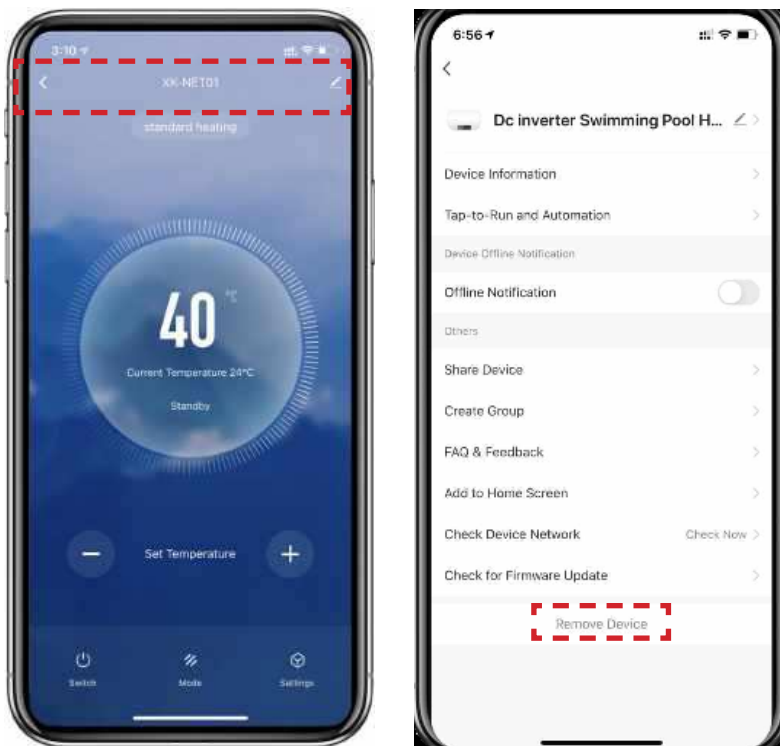 3:10
XK-NET01
standard heating
40 °C
Current Temperature 24°C
Standby
Set Temperature
Switch
Mode
Settings
6:56
Dc inverter Swimming Pool H...
Device Information
Tap-to-Run and Automation
Device Offline Notification
Offline Notification
Others
Share Device
Create Group
FAQ & Feedback
Add to Home Screen
Check Device Network
Check Now
Check for Firmware Update
Remove Device